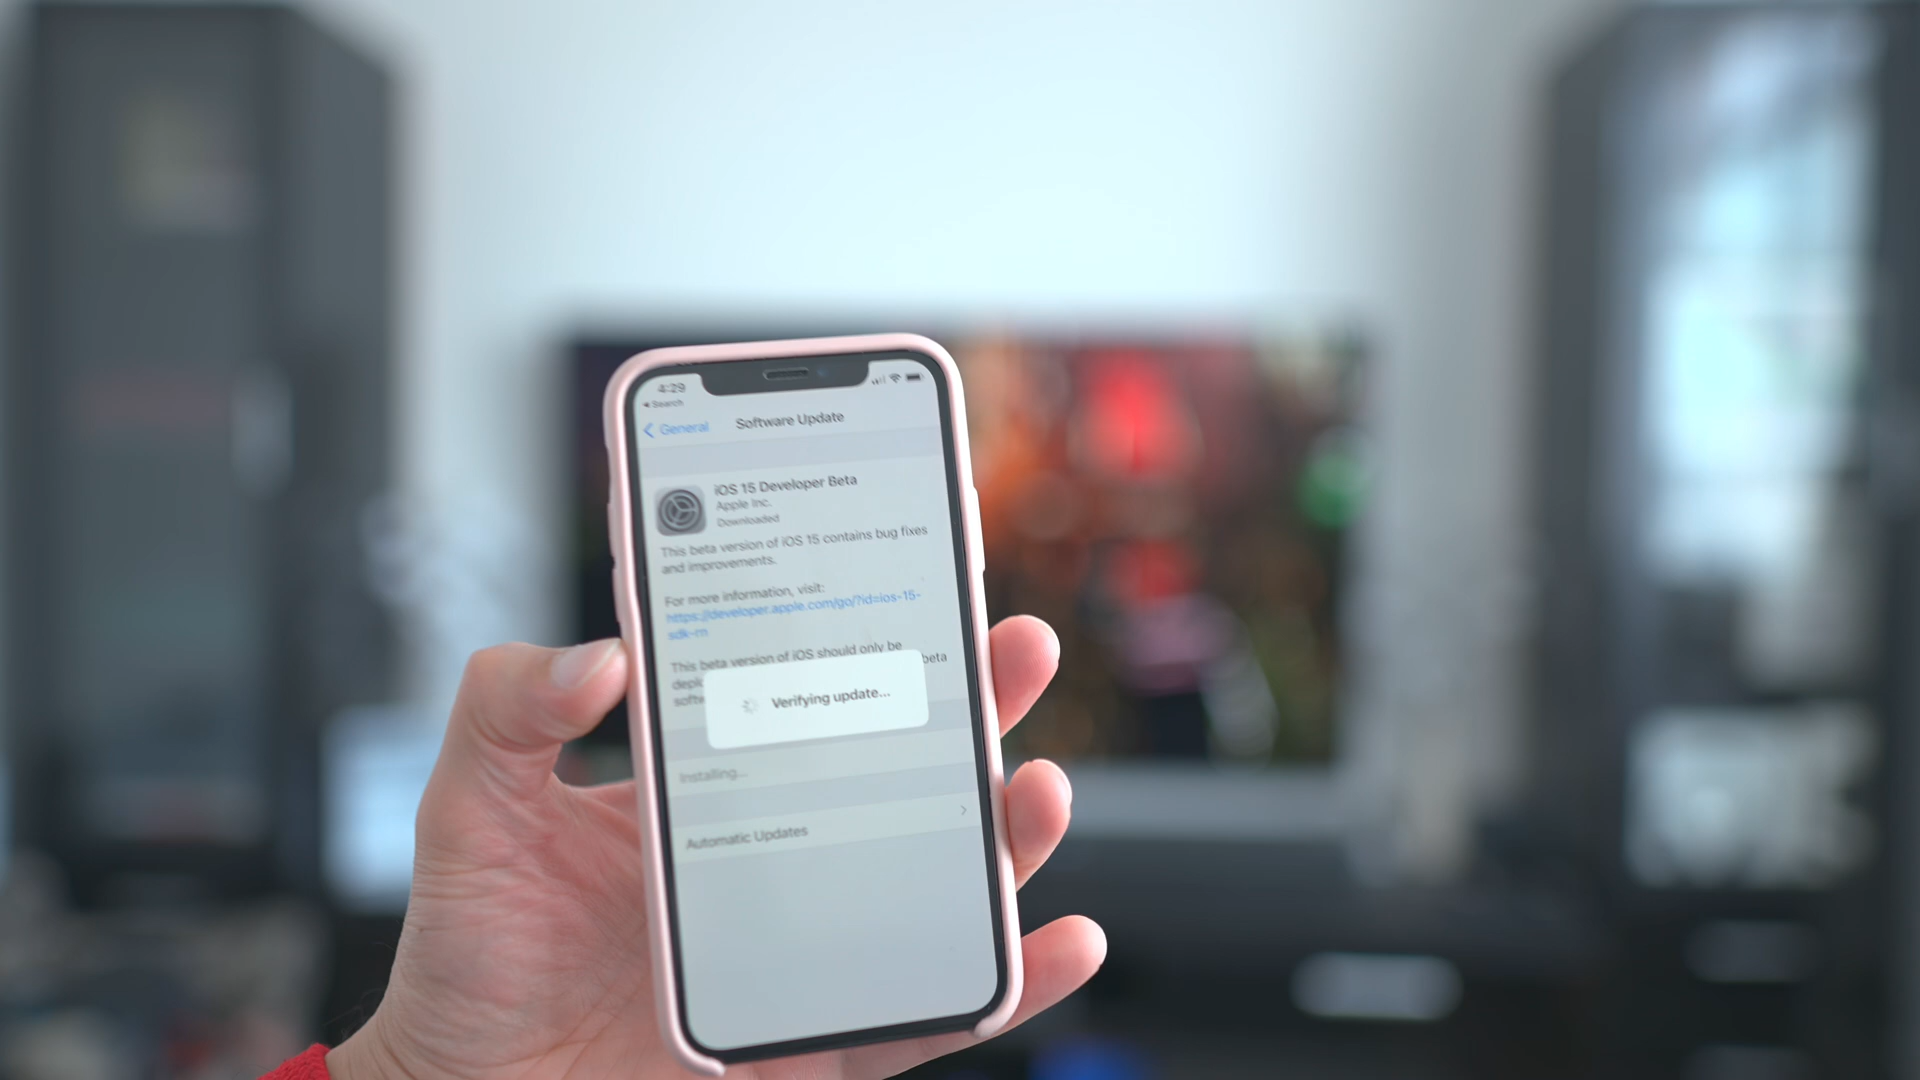 4:29
Search
General
Software Update
iOS 15 Developer Beta
Apple Inc.
Downloaded
This beta version of iOS 15 contains bug fixes
and improvements.
For more information, visit:
https://developer.apple.com/go/?id=ios-15-
sdk-rn
This beta version of iOS should only be
beta
Verifying update...
Installing...
Automatic Updates